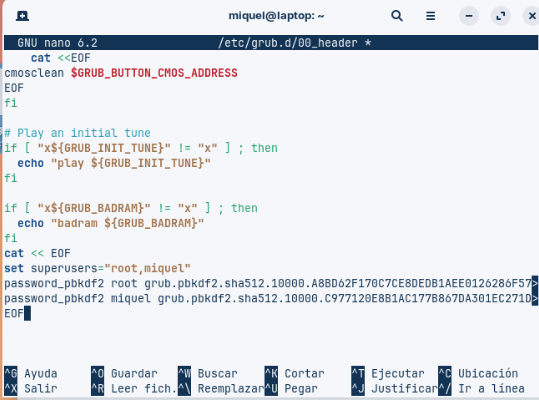 miquel@laptop: ~
GNU nano 6.2 /etc/grub.d/00_header *
cat <<EOF
cmosclean $GRUB_BUTTON_CMOS_ADDRESS
EOF
fi
# Play an initial tune
if [ "x${GRUB_INIT_TUNE}" != "x" ] ; then
echo "play ${GRUB_INIT_TUNE}"
fi
if [ "x${GRUB_BADRAM}" != "x" ] ; then
echo "badram ${GRUB_BADRAM}"
fi
cat << EOF
set superusers="root,miquel"
password_pbkdf2 root grub.pbkdf2.sha512.10000.A8BD62F170C7CE8DEDB1AEE0126286F57>
password_pbkdf2 miquel grub.pbkdf2.sha512.10000.C977120E8B1AC177B867DA301EC271D>
EOF
^G Ayuda ^O Guardar ^W Buscar ^K Cortar ^T Ejecutar ^C Ubicación
^X Salir ^R Leer fich. ^\ Reemplazar ^U Pegar ^J Justificar ^/ Ir a línea